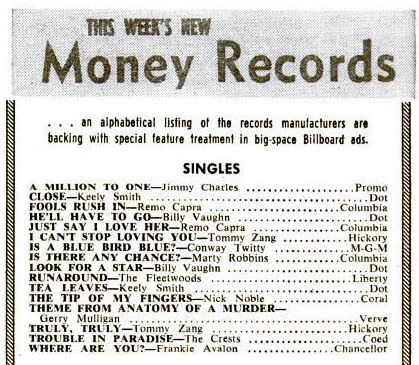 THIS WEEK'S NEW
Money Records
. . . an alphabetical listing of the records manufacturers are
backing with special feature treatment in big-space Billboard ads.
SINGLES
A MILLION TO ONE—Jimmy Charles ....................Promo
CLOSE—Keely Smith ....................Dot
FOOLS RUSH IN—Remo Capra ....................Columbia
HE'LL HAVE TO GO—Billy Vaughn ....................Dot
JUST SAY I LOVE HER—Remo Capra ....................Columbia
I CAN'T STOP LOVING YOU—Tommy Zang ....................Hickory
IS A BLUE BIRD BLUE?—Conway Twitty ....................M-G-M
IS THERE ANY CHANCE?—Marty Robbins ....................Columbia
LOOK FOR A STAR—Billy Vaughn ....................Dot
RUNAROUND—The Fleetwoods ....................Liberty
TEA LEAVES—Keely Smith ....................Dot
THE TIP OF MY FINGERS—Nick Noble ....................Coral
THEME FROM ANATOMY OF A MURDER—
Gerry Mulligan ....................Verve
TRULY, TRULY—Tommy Zang ....................Hickory
TROUBLE IN PARADISE—The Crests ....................Coed
WHERE ARE YOU?—Frankie Avalon ....................Chancellor